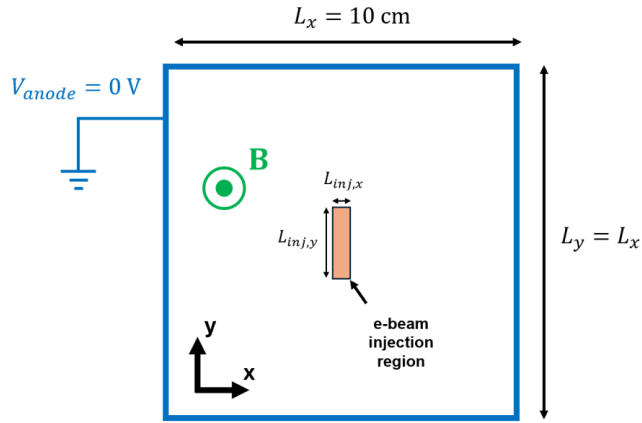 L_x = 10 cm
V_anode = 0 V
B
L_inj,x
L_inj,y
L_y = L_x
e-beam
injection
region
y
x